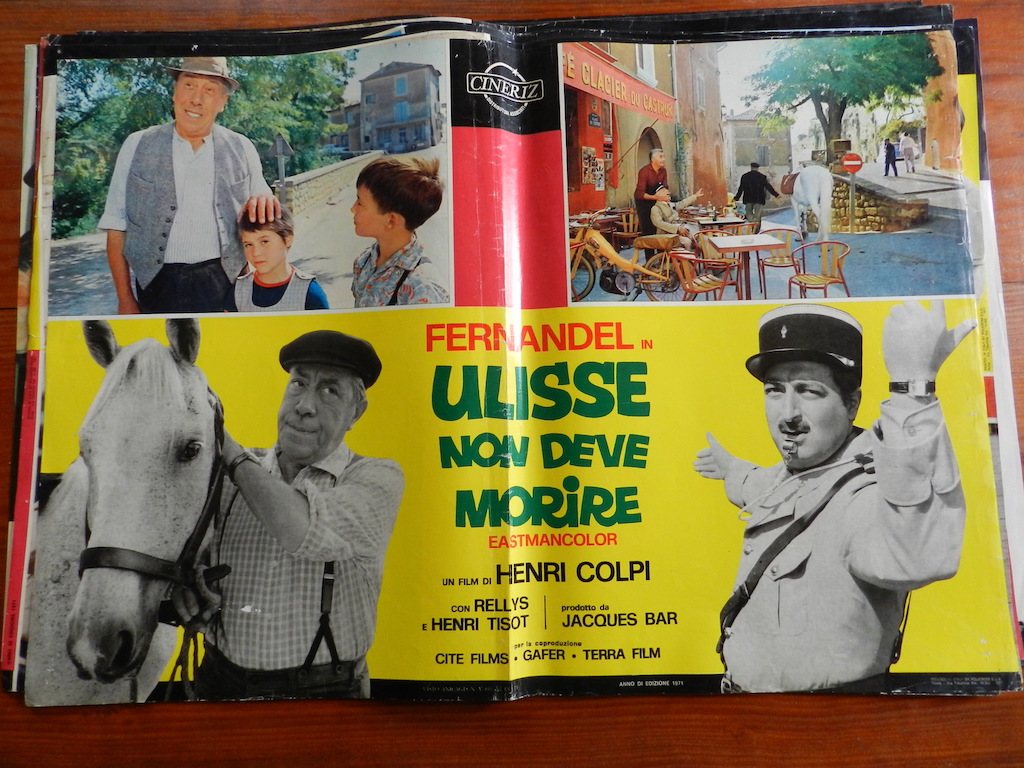 CINERIZ
E GLACIER DU CASTRUM
FERNANDEL IN
ULISSE
NON DEVE
MORIRE
EASTMANCOLOR
UN FILM DI HENRI COLPI
CON RELLYS
E HENRI TISOT
prodotto da
JACQUES BAR
per la coproduzione
CITE FILMS • GAFER • TERRA FILM
ANNO DI EDIZIONE 1971